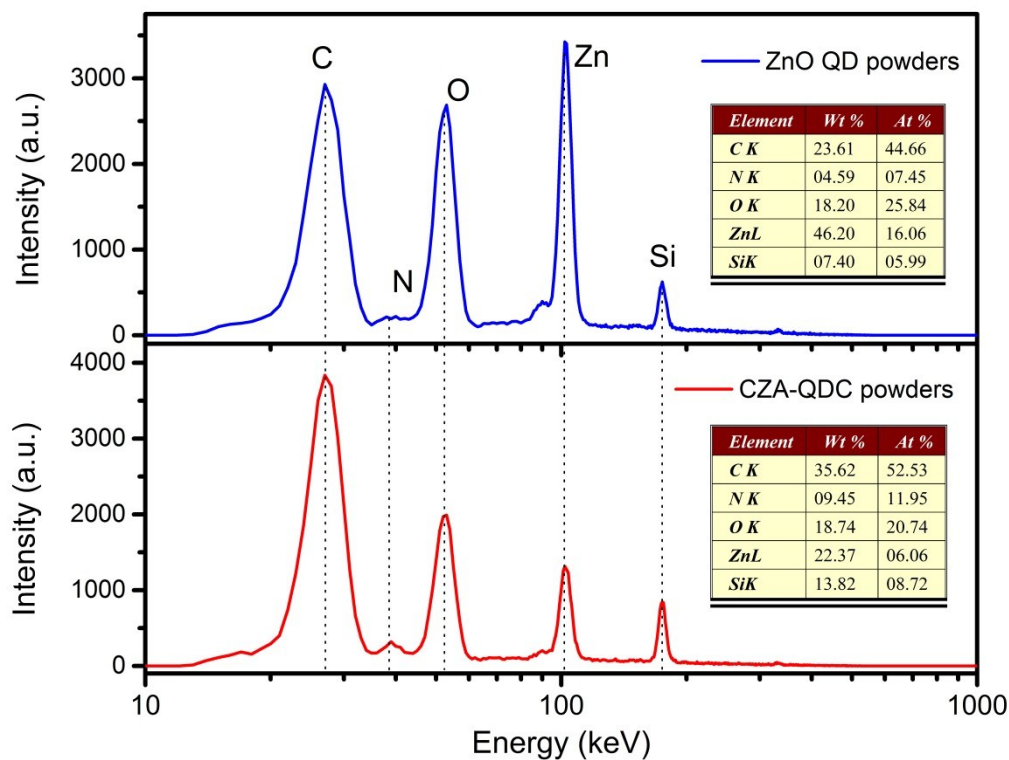 C
O
Zn
N
Si
ZnO QD powders
Element Wt % At %
C K 23.61 44.66
N K 04.59 07.45
O K 18.20 25.84
ZnL 46.20 16.06
SiK 07.40 05.99
3000
2000
1000
0
Intensity (a.u.)
CZA-QDC powders
Element Wt % At %
C K 35.62 52.53
N K 09.45 11.95
O K 18.74 20.74
ZnL 22.37 06.06
SiK 13.82 08.72
4000
3000
2000
1000
0
Intensity (a.u.)
10 100 1000
Energy (keV)